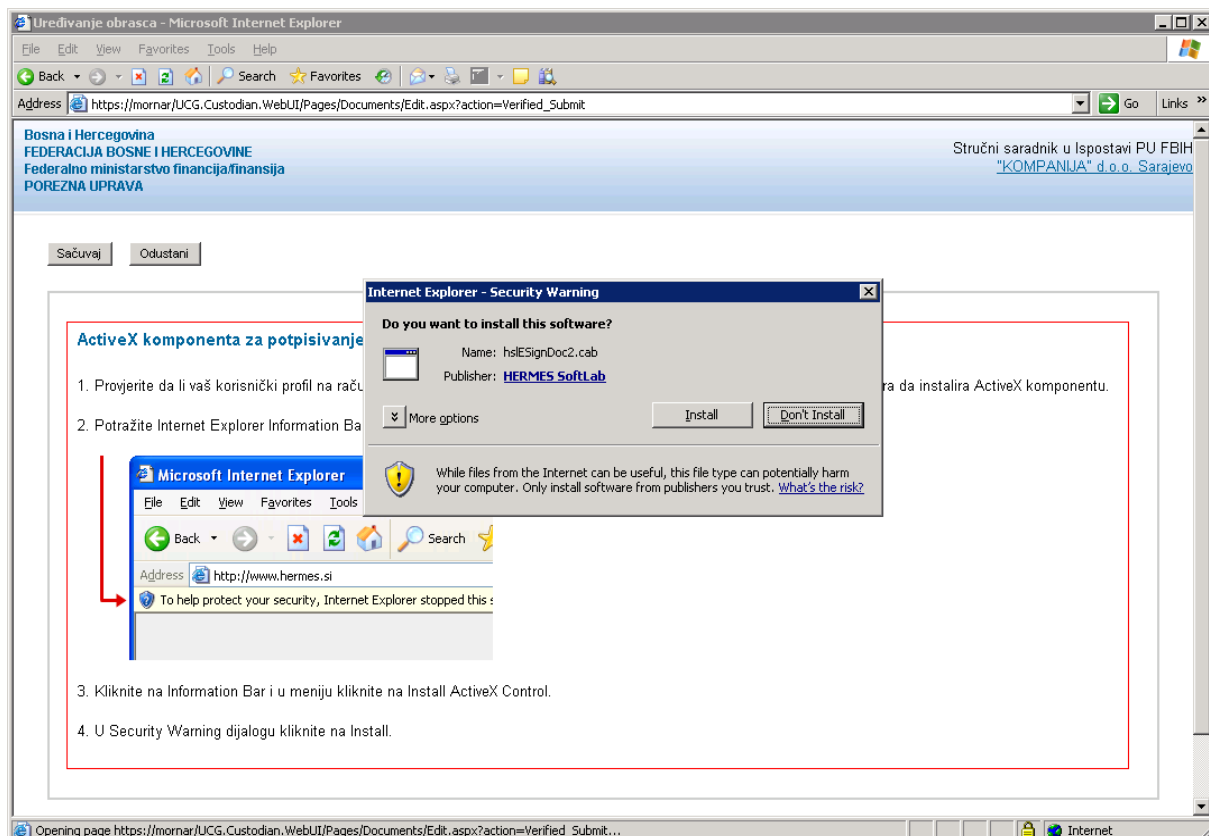 Uređivanje obrasca - Microsoft Internet Explorer
File Edit View Favorites Tools Help
Back Search Favorites
Address https://mornar/UCG.Custodian.WebUI/Pages/Documents/Edit.aspx?action=Verified_Submit Go Links »
Bosna i Hercegovina
FEDERACIJA BOSNE I HERCEGOVINE
Federalno ministarstvo financija/finansija
POREZNA UPRAVA
Stručni saradnik u Ispostavi PU FBIH
"KOMPANIJA" d.o.o. Sarajevo
Sačuvaj Odustani
Internet Explorer - Security Warning
Do you want to install this software?
Name: hslESignDoc2.cab
Publisher: HERMES SoftLab
More options Install Don't Install
While files from the Internet can be useful, this file type can potentially harm
your computer. Only install software from publishers you trust. What's the risk?
ActiveX komponenta za potpisivanje
1. Provjerite da li vaš korisnički profil na raču ra da instalira ActiveX komponentu.
2. Potražite Internet Explorer Information Ba
Microsoft Internet Explorer
File Edit View Favorites Tools
Back Search
Address http://www.hermes.si
To help protect your security, Internet Explorer stopped this s
3. Kliknite na Information Bar i u meniju kliknite na Install ActiveX Control.
4. U Security Warning dijalogu kliknite na Install.
Opening page https://mornar/UCG.Custodian.WebUI/Pages/Documents/Edit.aspx?action=Verified_Submit... Internet